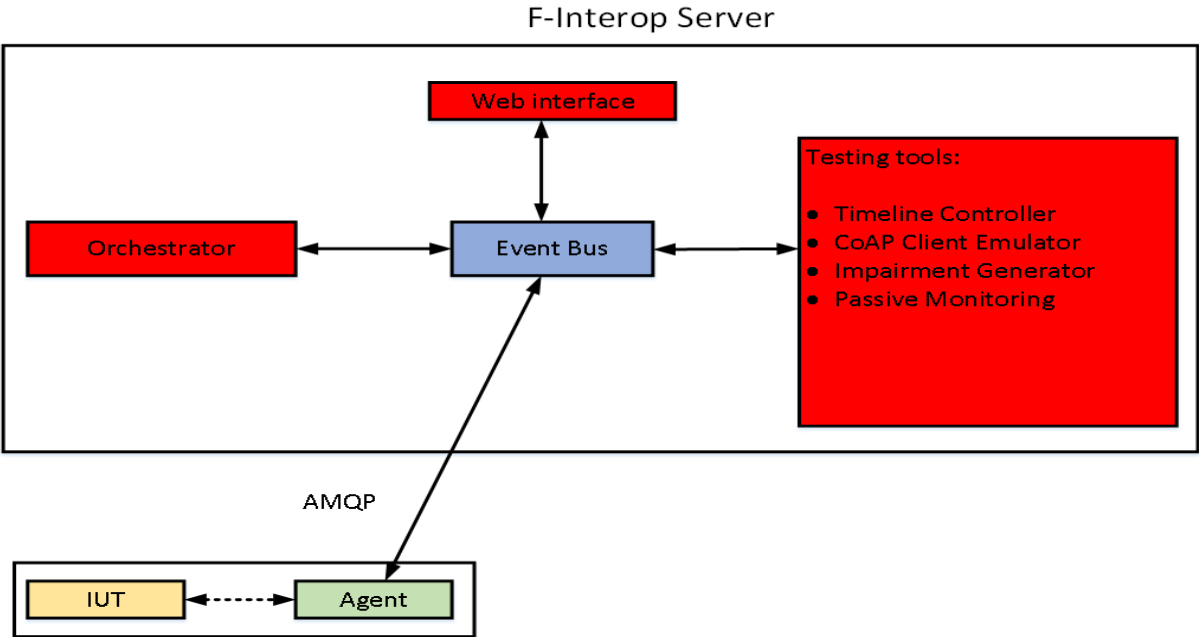 F-Interop Server
Web interface
Testing tools:
● Timeline Controller
● CoAP Client Emulator
● Impairment Generator
● Passive Monitoring
Orchestrator
Event Bus
AMQP
IUT
Agent